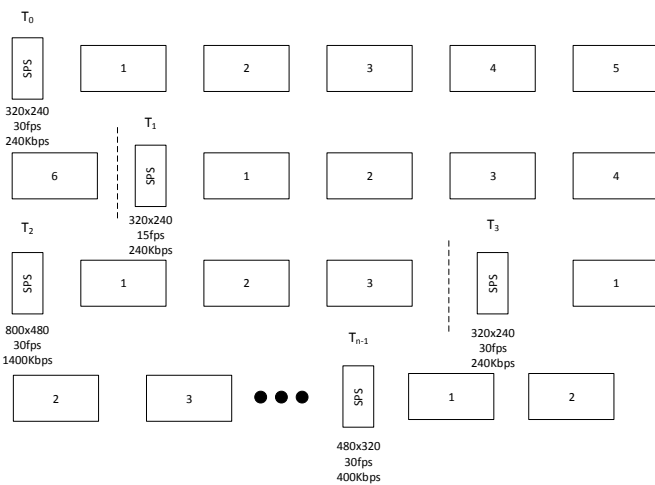 T₀
SPS 1 2 3 4 5
320x240
30fps
240Kbps
T₁
6 SPS 1 2 3 4
320x240
15fps
240Kbps
T₂ T₃
SPS 1 2 3 SPS 1
800x480
30fps
1400Kbps
320x240
30fps
240Kbps
Tₙ₋₁
2 3 SPS 1 2
480x320
30fps
400Kbps